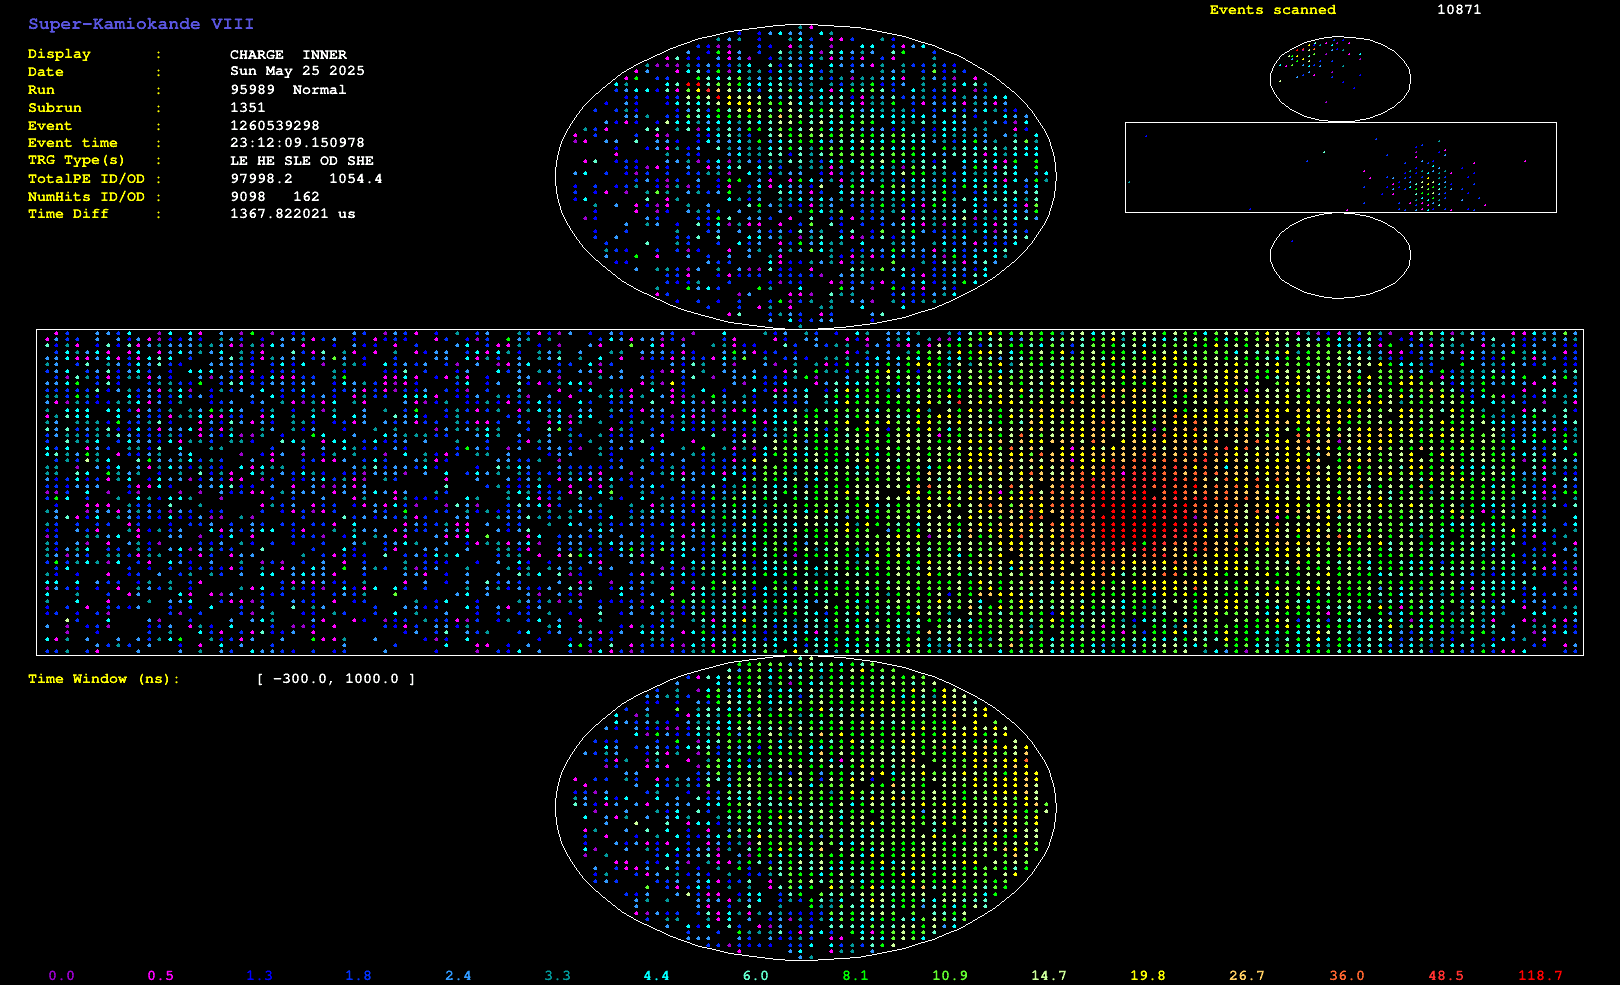 Super-Kamiokande VIII
Events scanned 10871
Display : CHARGE INNER
Date : Sun May 25 2025
Run : 95989 Normal
Subrun : 1351
Event : 1260539298
Event time : 23:12:09.150978
TRG Type(s) : LE HE SLE OD SHE
TotalPE ID/OD : 97998.2 1054.4
NumHits ID/OD : 9098 162
Time Diff : 1367.822021 us
Time Window (ns): [ -300.0, 1000.0 ]
0.0 0.5 1.3 1.8 2.4 3.3 4.4 6.0 8.1 10.9 14.7 19.8 26.7 36.0 48.5 118.7